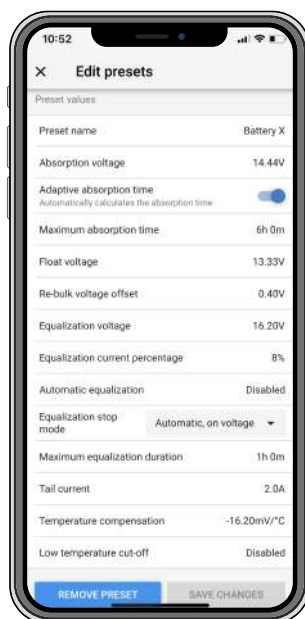 10:52
Edit presets
Preset values
Preset name Battery X
Absorption voltage 14.44V
Adaptive absorption time
Automatically calculates the absorption time
Maximum absorption time 6h 0m
Float voltage 13.33V
Re-bulk voltage offset 0.40V
Equalization voltage 16.20V
Equalization current percentage 8%
Automatic equalization Disabled
Equalization stop mode Automatic, on voltage
Maximum equalization duration 1h 0m
Tail current 2.0A
Temperature compensation -16.20mV/°C
Low temperature cut-off Disabled
REMOVE PRESET SAVE CHANGES